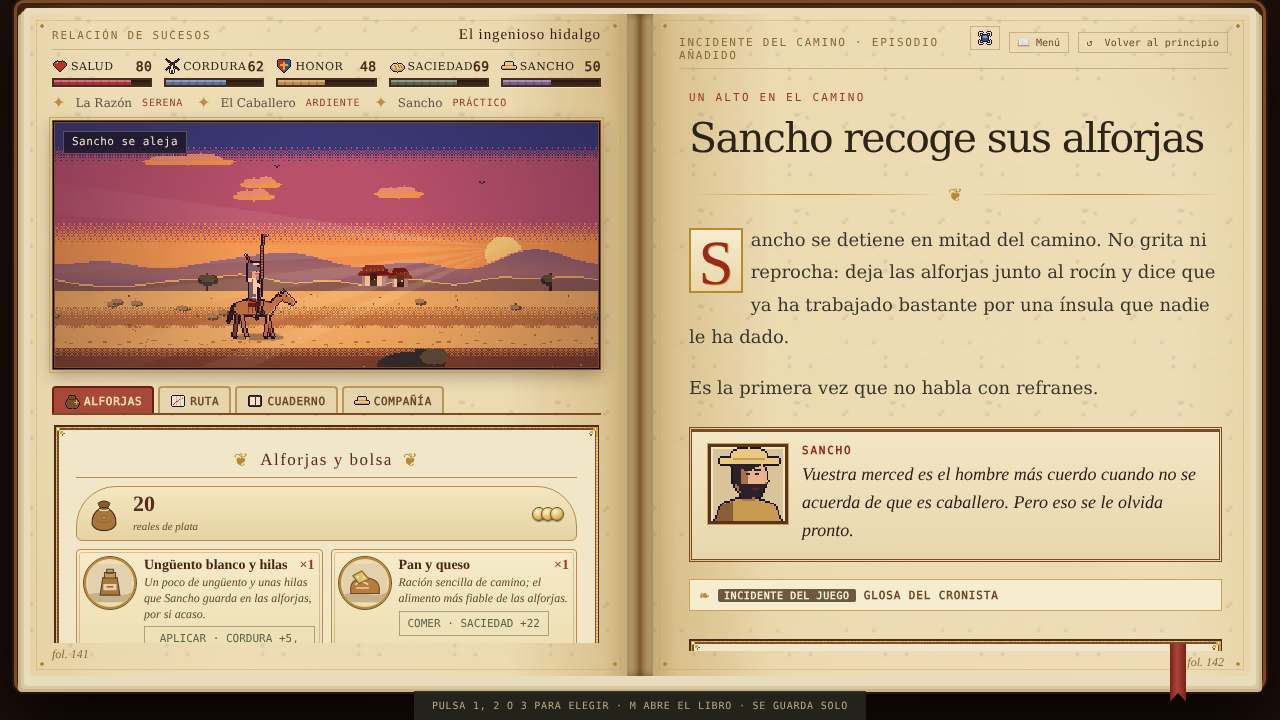 RELACIÓN DE SUCESOS
El ingenioso hidalgo
SALUD 80
CORDURA 62
HONOR 48
SACIEDAD 69
SANCHO 50
La Razón SERENA
El Caballero ARDIENTE
Sancho PRÁCTICO
Sancho se aleja
ALFORJAS
RUTA
CUADERNO
COMPAÑÍA
Alforjas y bolsa
20
reales de plata
Ungüento blanco y hilas ×1
Un poco de ungüento y unas hilas
que Sancho guarda en las alforjas,
por si acaso.
APLICAR · CORDURA +5,
Pan y queso ×1
Ración sencilla de camino; el
alimento más fiable de las alforjas.
COMER · SACIEDAD +22
fol. 141
INCIDENTE DEL CAMINO · EPISODIO
AÑADIDO
Menú
↺ Volver al principio
UN ALTO EN EL CAMINO
Sancho recoge sus alforjas
Sancho se detiene en mitad del camino. No grita ni
reprocha: deja las alforjas junto al rocín y dice que
ya ha trabajado bastante por una ínsula que nadie
le ha dado.
Es la primera vez que no habla con refranes.
SANCHO
Vuestra merced es el hombre más cuerdo cuando no se
acuerda de que es caballero. Pero eso se le olvida
pronto.
INCIDENTE DEL JUEGO GLOSA DEL CRONISTA
fol. 142
PULSA 1, 2 O 3 PARA ELEGIR · M ABRE EL LIBRO · SE GUARDA SOLO